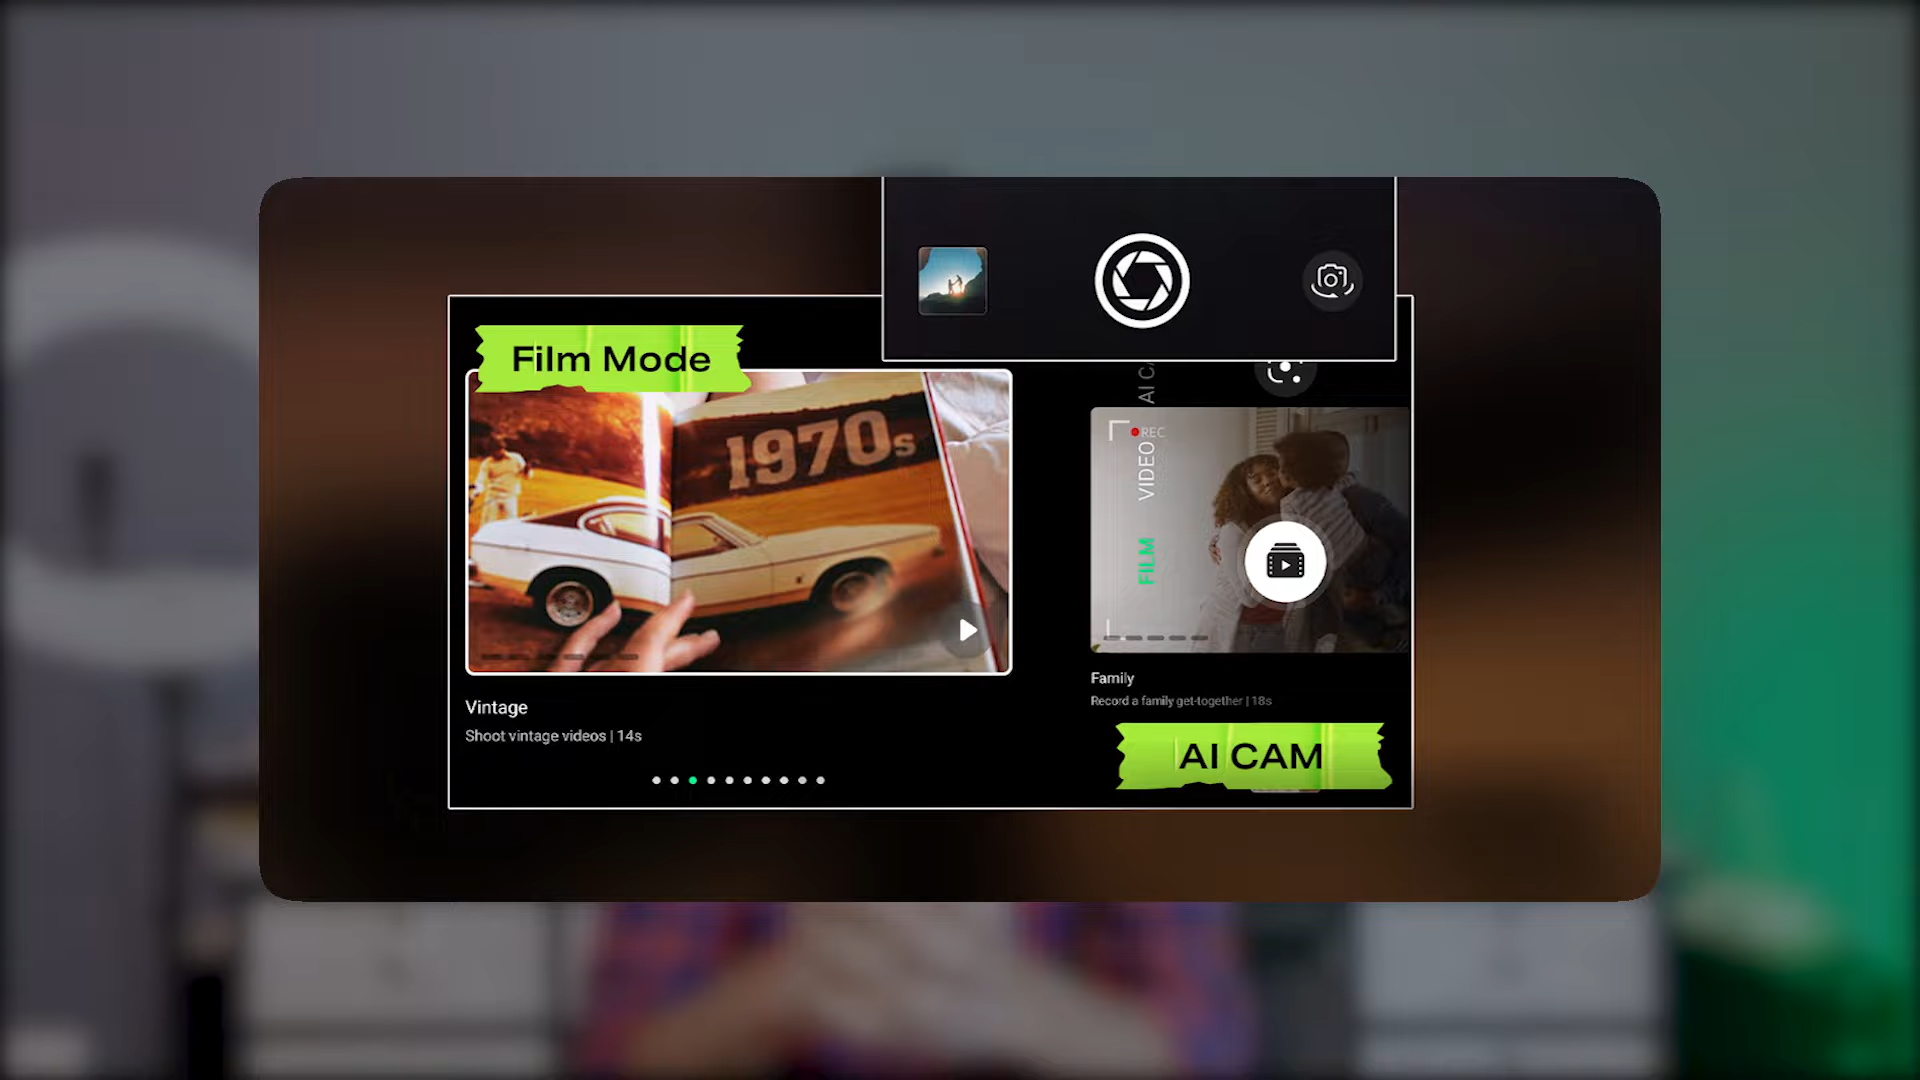 Film Mode
1970s
AI C
REC
VIDEO
FILM
Vintage
Shoot vintage videos | 14s
Family
Record a family get-together | 18s
AI CAM